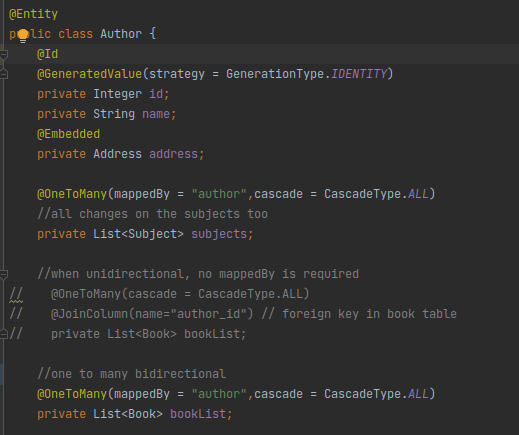 @Entity
public class Author {
@Id
@GeneratedValue(strategy = GenerationType.IDENTITY)
private Integer id;
private String name;
@Embedded
private Address address;
@OneToMany(mappedBy = "author",cascade = CascadeType.ALL)
//all changes on the subjects too
private List<Subject> subjects;
//when unidirectional, no mappedBy is required
//    @OneToMany(cascade = CascadeType.ALL)
//    @JoinColumn(name="author_id") // foreign key in book table
//    private List<Book> bookList;
//one to many bidirectional
@OneToMany(mappedBy = "author",cascade = CascadeType.ALL)
private List<Book> bookList;